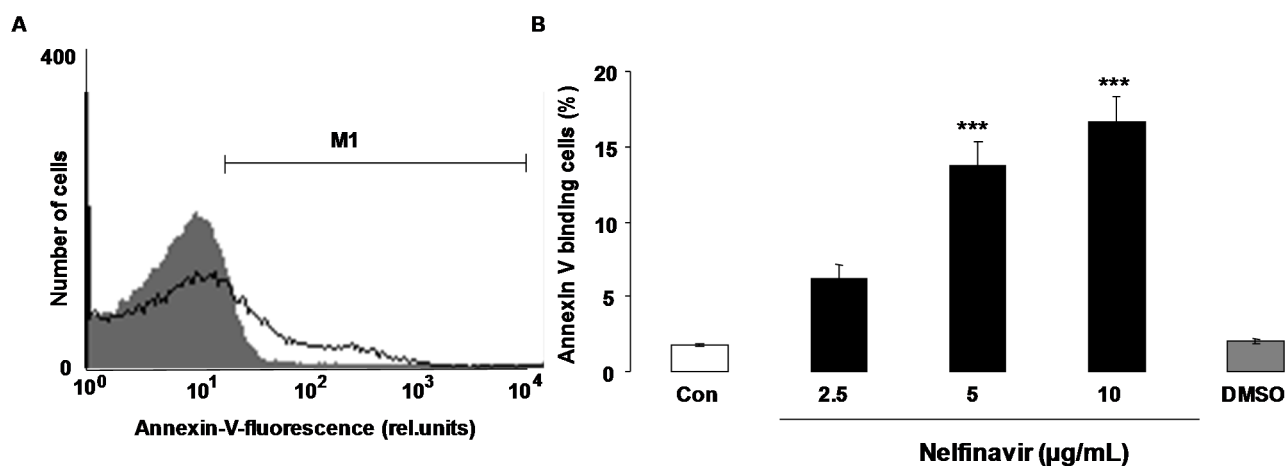 A
400
Number of cells
0
M1
10⁰ 10¹ 10² 10³ 10⁴
Annexin-V-fluorescence (rel.units)
B
Annexin V binding cells (%)
20
15
10
5
0
***
***
Con 2.5 5 10 DMSO
Nelfinavir (µg/mL)